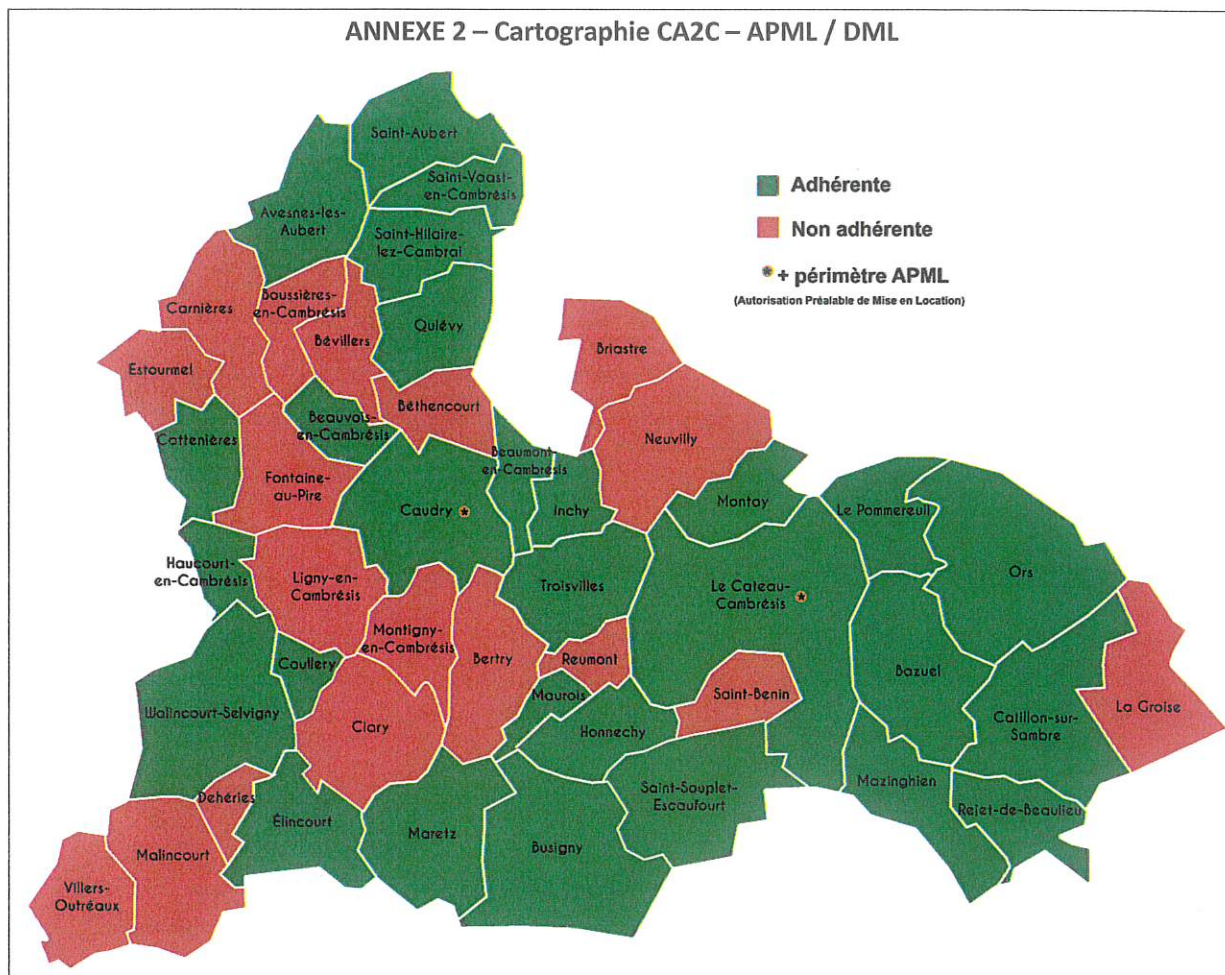 ANNEXE 2 – Cartographie CA2C – APML / DML
Saint-Aubert
Saint-Vaast-
en-Cambrésis
Adhérente
Avesnes-les-
Aubert
Saint-Hilaire-
lez-Cambrai
Non adhérente
+ périmètre APML
(Autorisation Préalable de Mise en Location)
Carnières
Boussières-
en-Cambrésis
Quiévy
Bévillers
Briastre
Estourmel
Béthencourt
Beauvois-
en-Cambrésis
Cattenières
Neuvilly
Beaumont-
en-Cambrésis
Fontaine-
au-Pire
Caudry
Inchy
Montay
Le Pommereuil
Haucourt-
en-Cambrésis
Ligny-en-
Cambrésis
Troisvilles
Le Cateau-
Cambrésis
Ors
Montigny-
en-Cambrésis
Bertry
Reumont
Caullery
Maurois
Saint-Benin
Bazuel
La Groise
Walincourt-Selvigny
Clary
Honnechy
Catillon-sur-
Sambre
Mazinghien
Saint-Souplet-
Escaufourt
Dehéries
Élincourt
Maretz
Busigny
Rejet-de-Beaulieu
Malincourt
Villers-
Outréaux